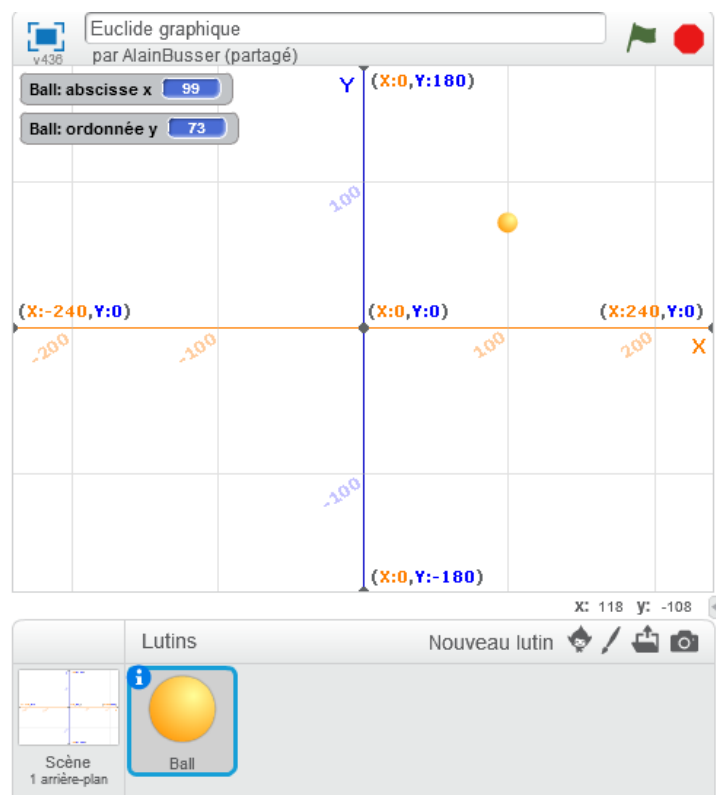 Euclide graphique
v436
par AlainBusser (partagé)
Ball: abscisse x 99
Ball: ordonnée y 73
Y
(X:0,Y:180)
100
(X:-240,Y:0)
(X:0,Y:0)
(X:240,Y:0)
-200
-100
100
200
X
-100
(X:0,Y:-180)
X: 118 y: -108
Lutins
Nouveau lutin
Scène
1 arrière-plan
Ball